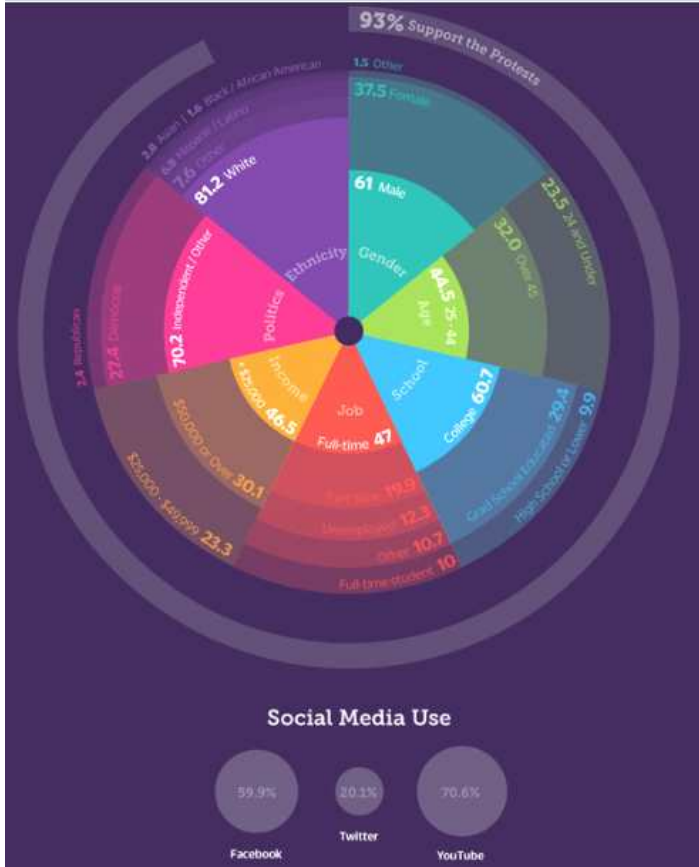 93% Support the Protests
1.5 Other
37.5 Female
61 Male
Gender
23.5 24 and Under
32.0 Over 45
44.5 25 - 44
Age
School
College 60.7
Grad School Educated 29.4
High School or Lower 9.9
Job
Full-time 47
Part-time 19.9
Unemployed 12.3
Other 10.7
Full-time-student 10
Income
46.5
$50,000 or Over 30.1
$25,000 - $49,999 23.3
Politics
70.2 Independent / Other
27.4 Democrat
2.4 Republican
Ethnicity
81.2 White
7.6 Other
6.8 Hispanic / Latino
2.8 Asian | 1.6 Black / African American
Social Media Use
59.9%
20.1%
70.6%
Facebook
Twitter
YouTube